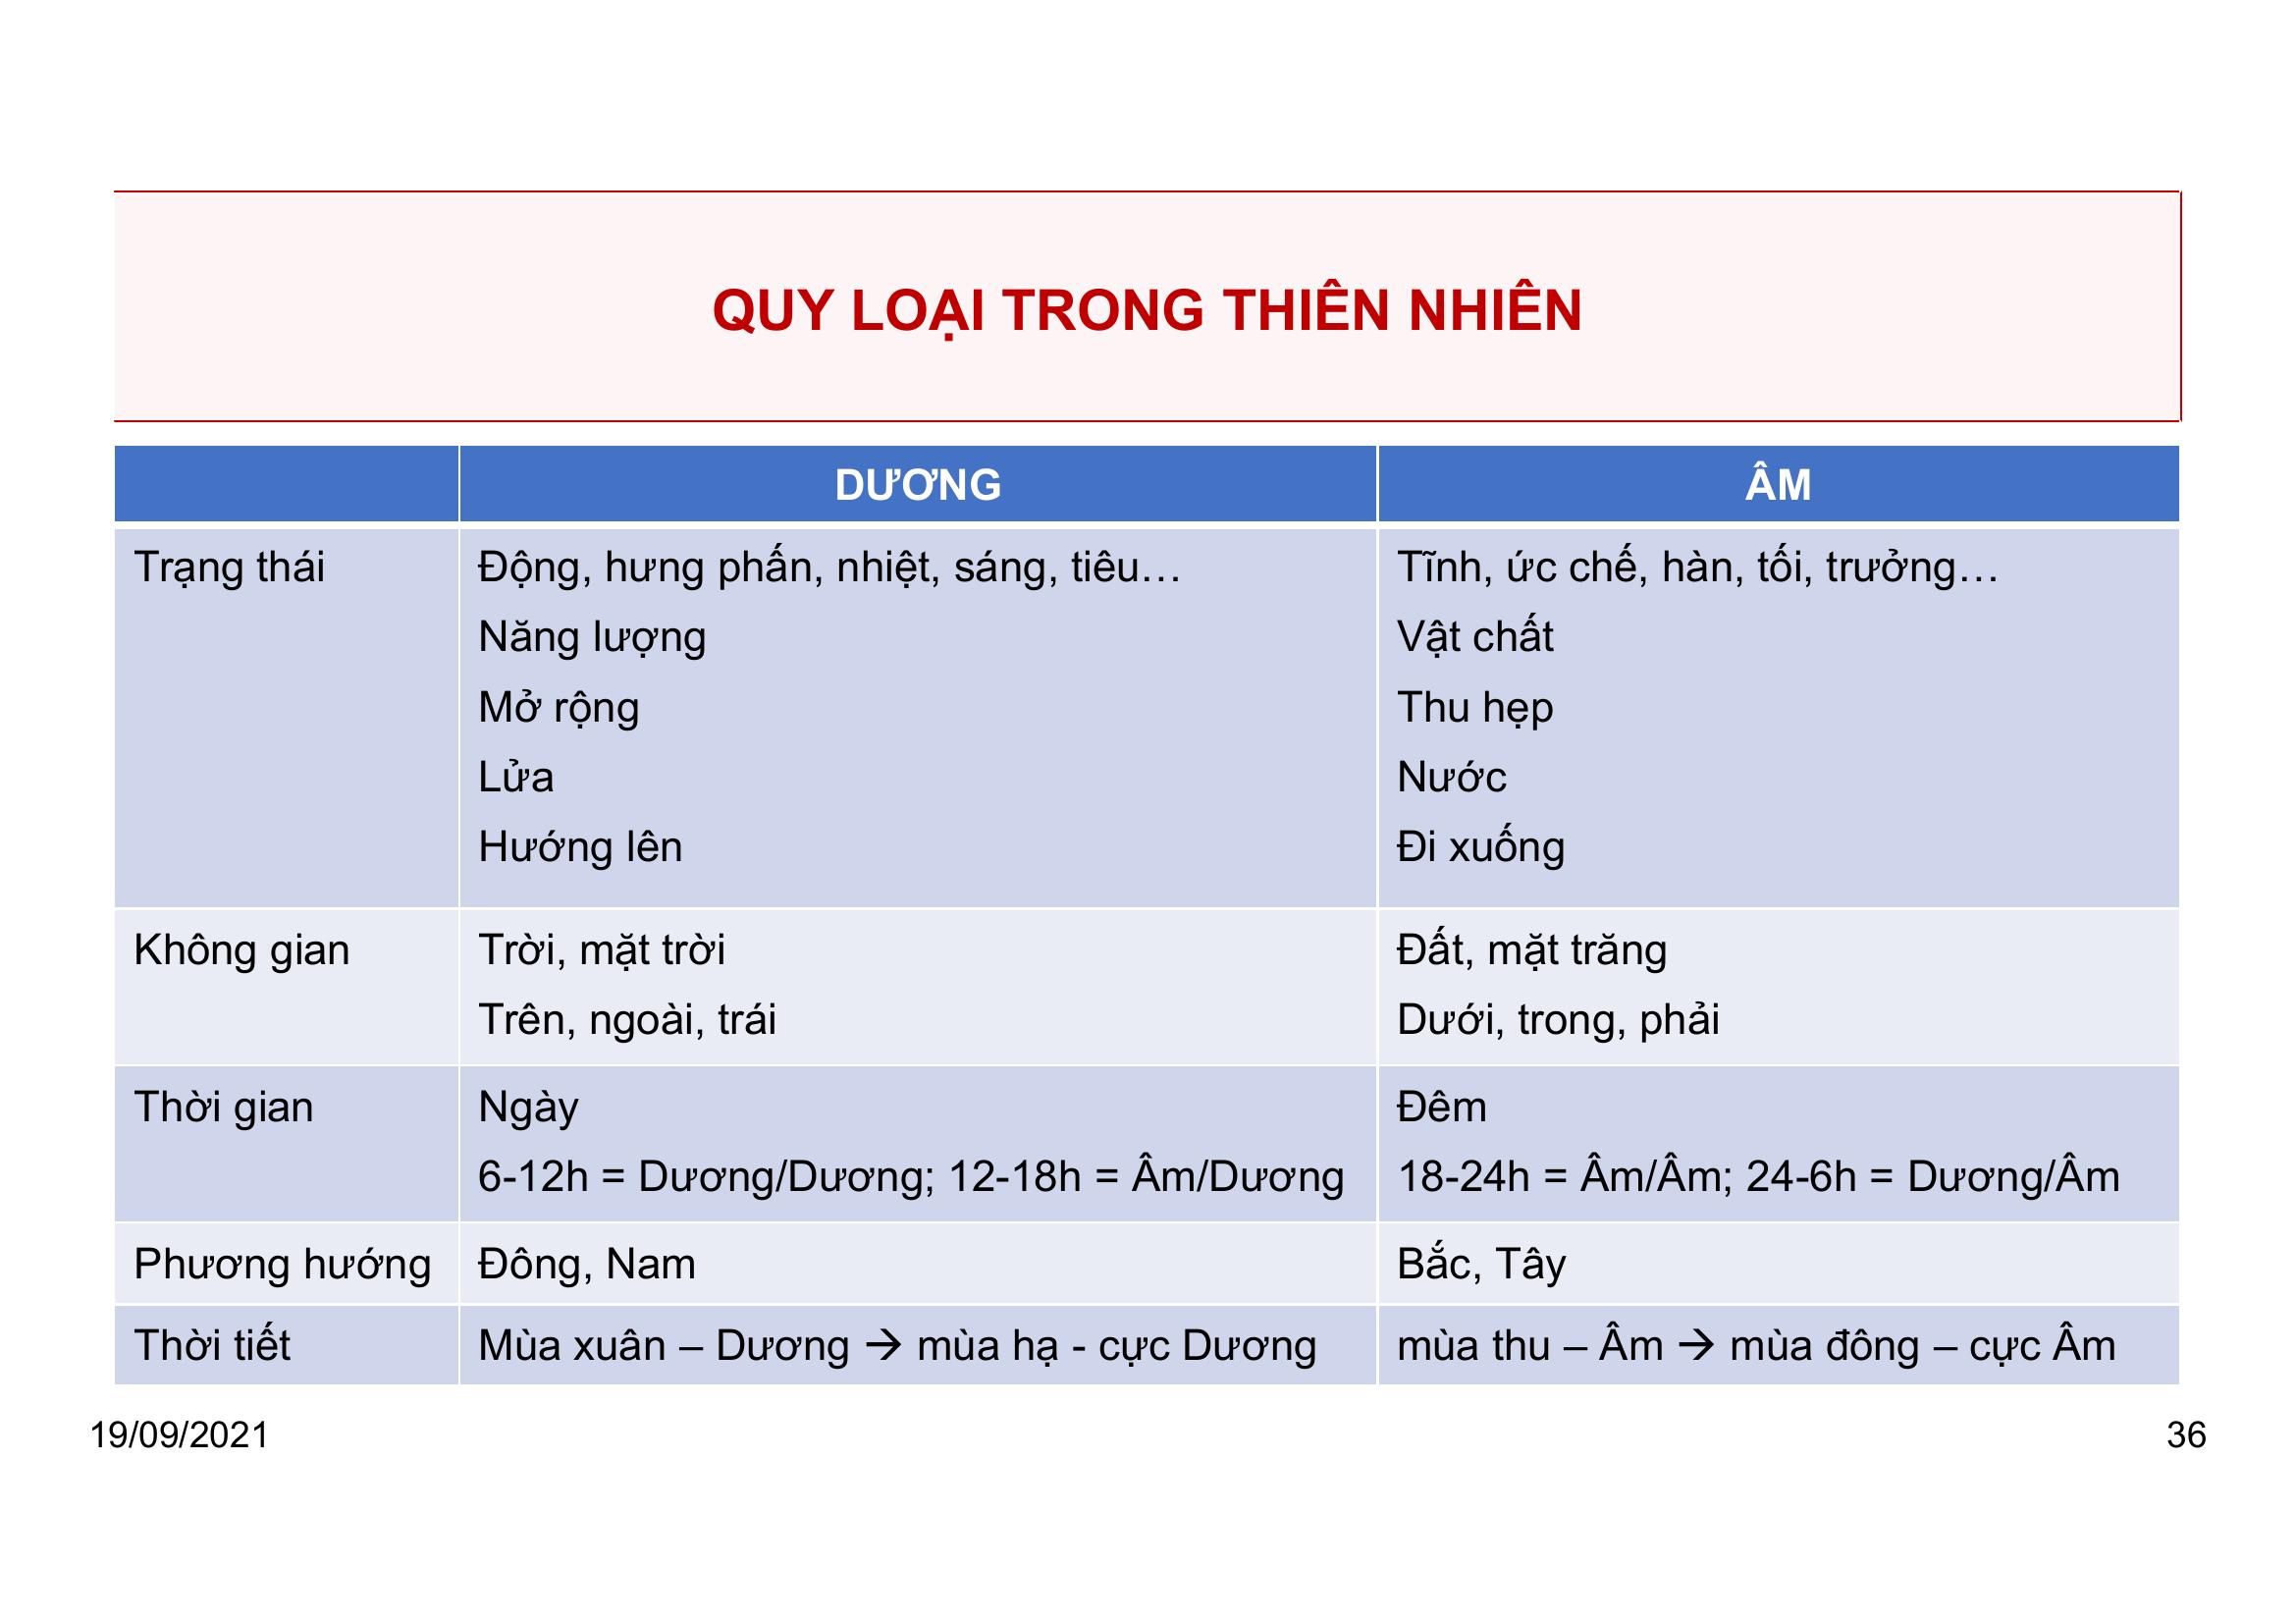 QUY LOẠI TRONG THIÊN NHIÊN
DƯƠNG
ÂM
Trạng thái
Động, hưng phấn, nhiệt, sáng, tiêu…
Năng lượng
Mở rộng
Lửa
Hướng lên
Tĩnh, ức chế, hàn, tối, trưởng…
Vật chất
Thu hẹp
Nước
Đi xuống
Không gian
Trời, mặt trời
Trên, ngoài, trái
Đất, mặt trăng
Dưới, trong, phải
Thời gian
Ngày
6-12h = Dương/Dương; 12-18h = Âm/Dương
Đêm
18-24h = Âm/Âm; 24-6h = Dương/Âm
Phương hướng
Đông, Nam
Bắc, Tây
Thời tiết
Mùa xuân – Dương → mùa hạ - cực Dương
mùa thu – Âm → mùa đông – cực Âm
19/09/2021
36